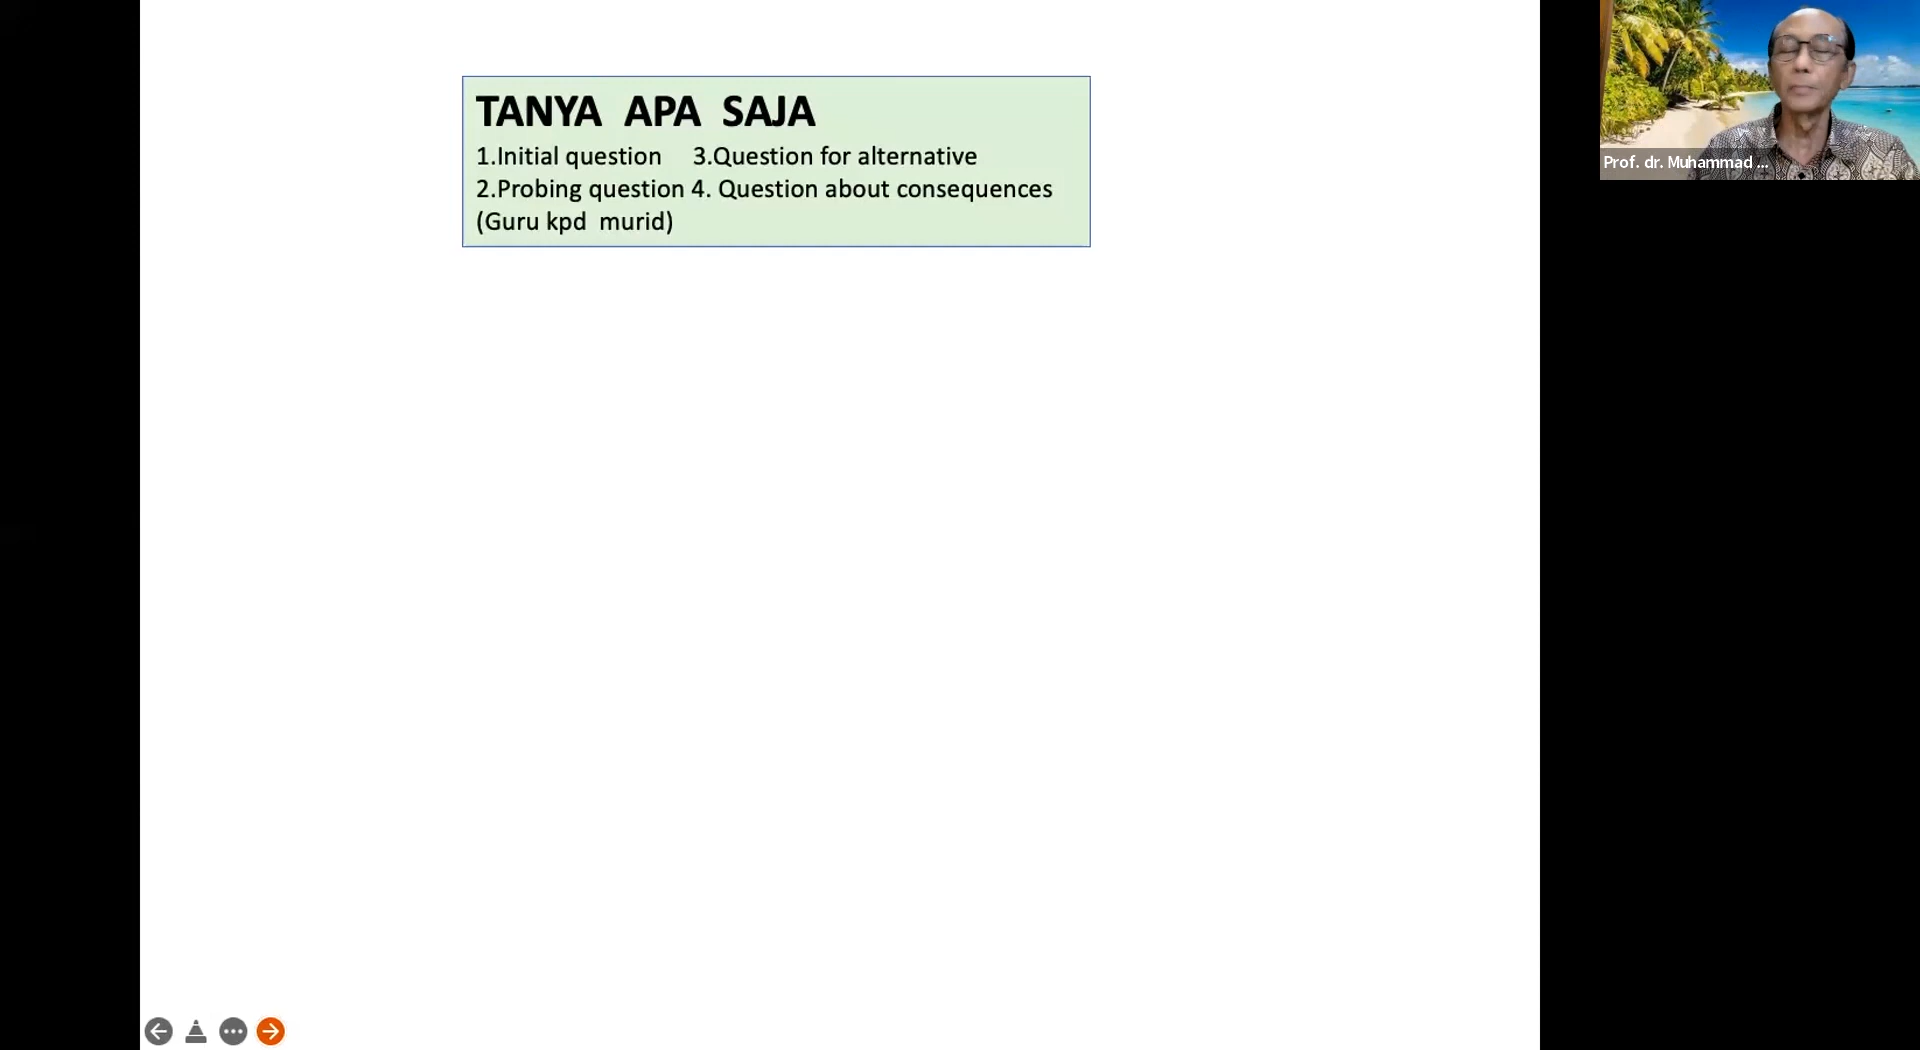 TANYA APA SAJA
1.Initial question 3.Question for alternative
2.Probing question 4. Question about consequences
(Guru kpd murid)
Prof. dr. Muhammad ...